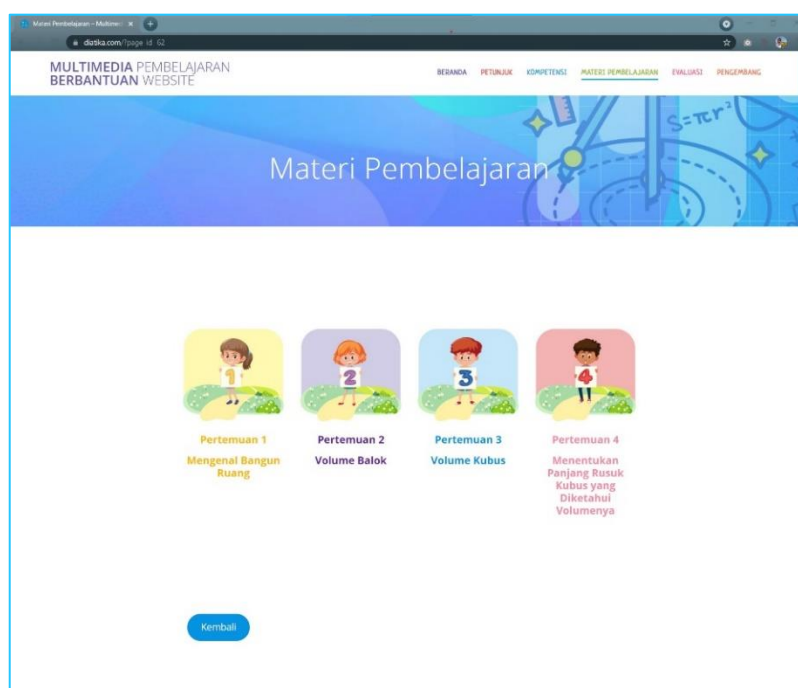 Materi Pembelajaran – Multimed
diatika.com/?page_id=62
MULTIMEDIA PEMBELAJARAN
BERBANTUAN WEBSITE
BERANDA PETUNJUK KOMPETENSI MATERI PEMBELAJARAN EVALUASI PENGEMBANG
S=πr²
Materi Pembelajaran
1 2 3 4
Pertemuan 1
Mengenal Bangun
Ruang
Pertemuan 2
Volume Balok
Pertemuan 3
Volume Kubus
Pertemuan 4
Menentukan
Panjang Rusuk
Kubus yang
Diketahui
Volumenya
Kembali